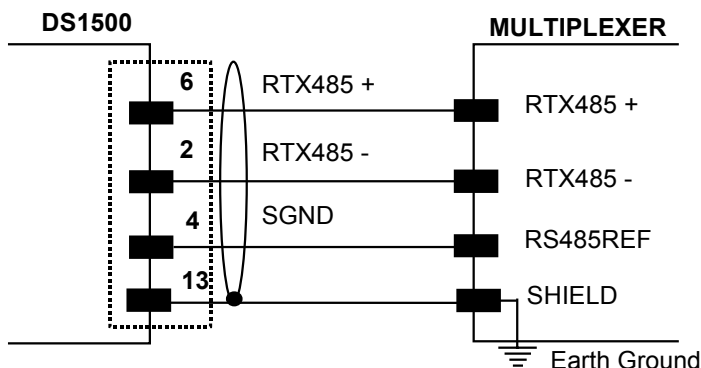 DS1500
MULTIPLEXER
6
RTX485 +
RTX485 +
2
RTX485 -
RTX485 -
4
SGND
RS485REF
13
SHIELD
Earth Ground